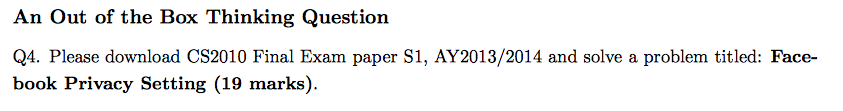 An Out of the Box Thinking Question
Q4. Please download CS2010 Final Exam paper S1, AY2013/2014 and solve a problem titled: Face-
book Privacy Setting (19 marks).